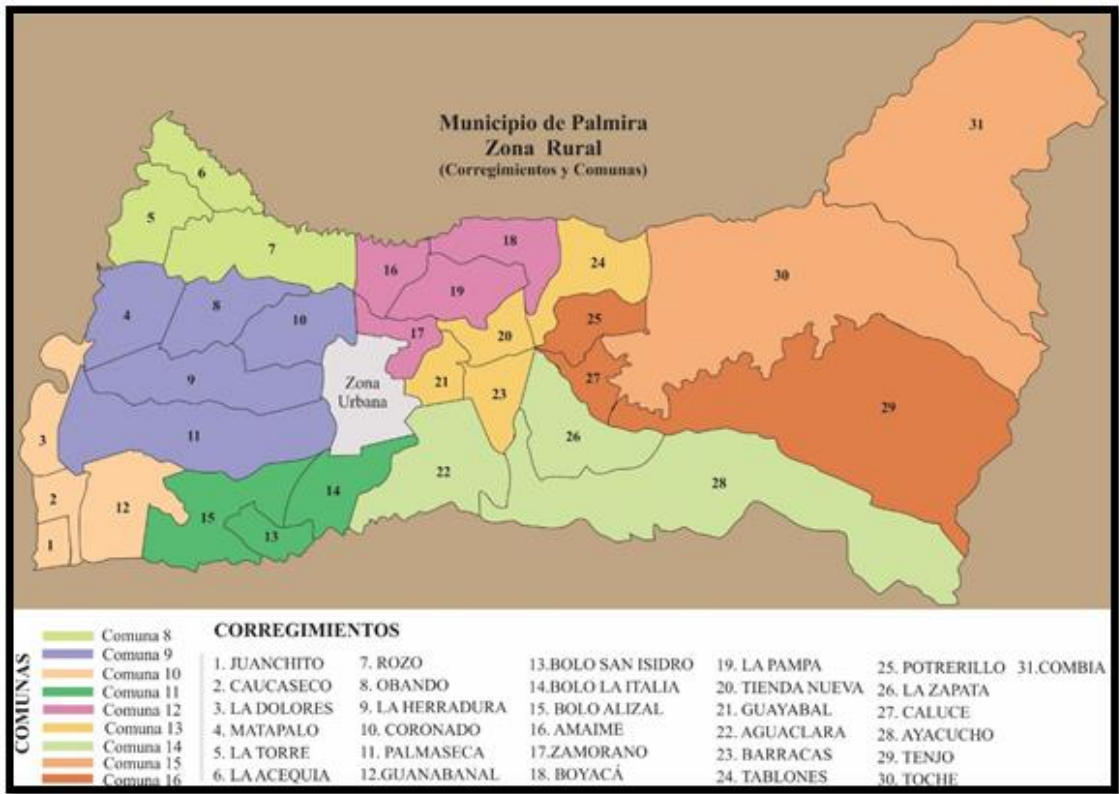 Municipio de Palmira
Zona Rural
(Corregimientos y Comunas)
31
6
5
7
18
16
24
19
30
4
8
10
25
17
20
9
27
Zona
Urbana
21
23
29
3
11
26
22
28
2
12
14
15
13
1
COMUNAS
Comuna 8
Comuna 9
Comuna 10
Comuna 11
Comuna 12
Comuna 13
Comuna 14
Comuna 15
Comuna 16
CORREGIMIENTOS
1. JUANCHITO
2. CAUCASECO
3. LA DOLORES
4. MATAPALO
5. LA TORRE
6. LA ACEQUIA
7. ROZO
8. OBANDO
9. LA HERRADURA
10. CORONADO
11. PALMASECA
12.GUANABANAL
13.BOLO SAN ISIDRO
14.BOLO LA ITALIA
15. BOLO ALIZAL
16. AMAIME
17.ZAMORANO
18. BOYACÁ
19. LA PAMPA
20. TIENDA NUEVA
21. GUAYABAL
22. AGUACLARA
23. BARRACAS
24. TABLONES
25. POTRERILLO
26. LA ZAPATA
27. CALUCE
28. AYACUCHO
29. TENJO
30. TOCHE
31.COMBIA